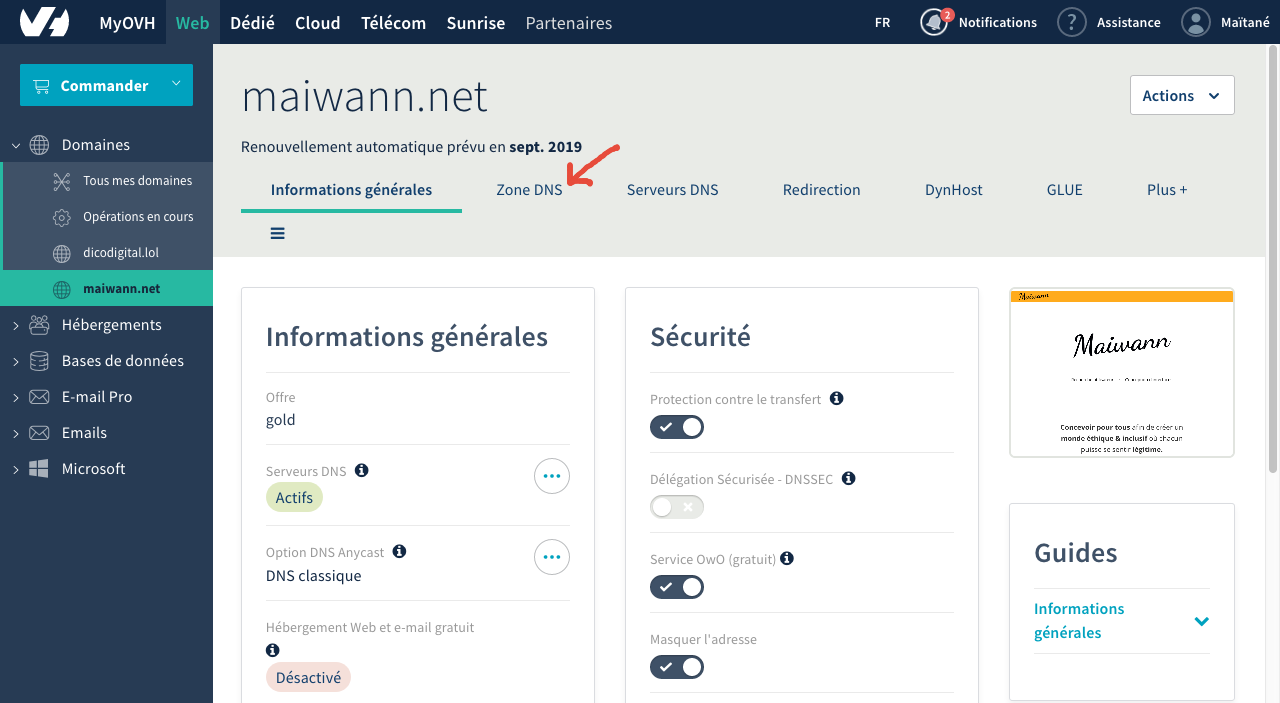 MyOVH Web Dédié Cloud Télécom Sunrise Partenaires FR 2 Notifications ? Assistance Maïtané
Commander
Domaines
Tous mes domaines
Opérations en cours
dicodigital.lol
maiwann.net
Hébergements
Bases de données
E-mail Pro
Emails
Microsoft
maiwann.net
Actions
Renouvellement automatique prévu en sept. 2019
Informations générales Zone DNS Serveurs DNS Redirection DynHost GLUE Plus +
Informations générales
Offre
gold
Serveurs DNS
Actifs
Option DNS Anycast
DNS classique
Hébergement Web et e-mail gratuit
Désactivé
Sécurité
Protection contre le transfert
Délégation Sécurisée - DNSSEC
Service OwO (gratuit)
Masquer l'adresse
Maiwann
Maiwann
Concevoir pour tous afin de créer un
monde éthique & inclusif où chacun
puisse se sentir légitime.
Guides
Informations
générales